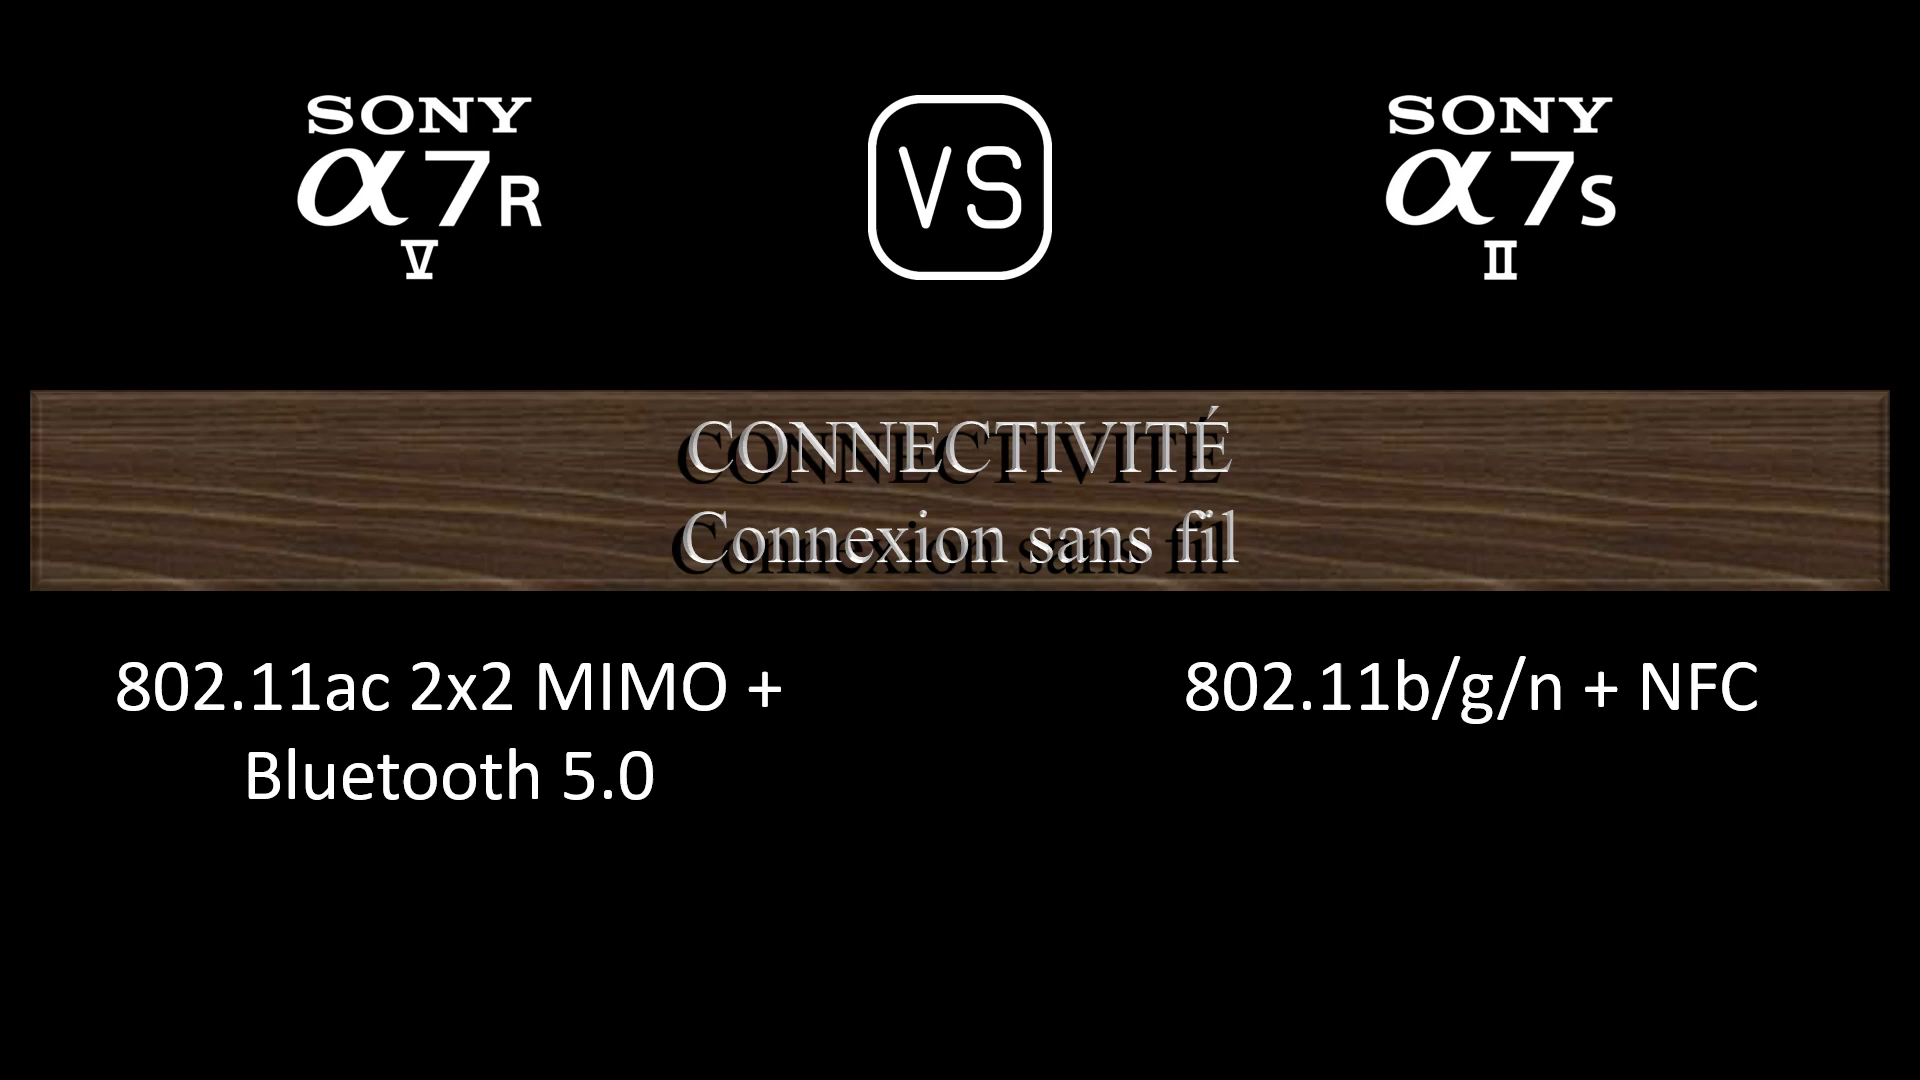 SONY
α7R
V
VS
SONY
α7S
II
CONNECTIVITÉ
Connexion sans fil
802.11ac 2x2 MIMO +
Bluetooth 5.0
802.11b/g/n + NFC